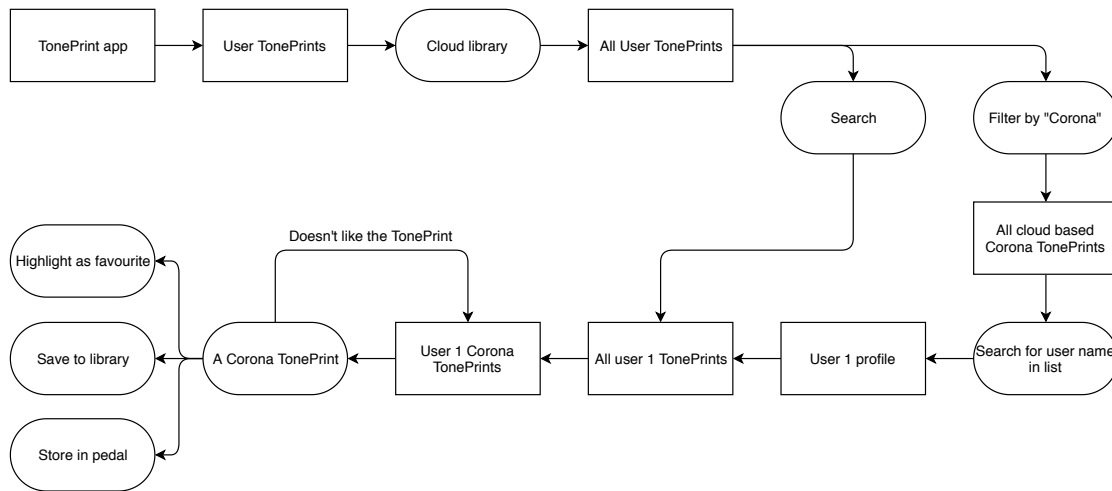 TonePrint app
User TonePrints
Cloud library
All User TonePrints
Search
Filter by "Corona"
All cloud based
Corona TonePrints
Doesn't like the TonePrint
Highlight as favourite
Save to library
A Corona TonePrint
User 1 Corona
TonePrints
All user 1 TonePrints
User 1 profile
Search for user name
in list
Store in pedal